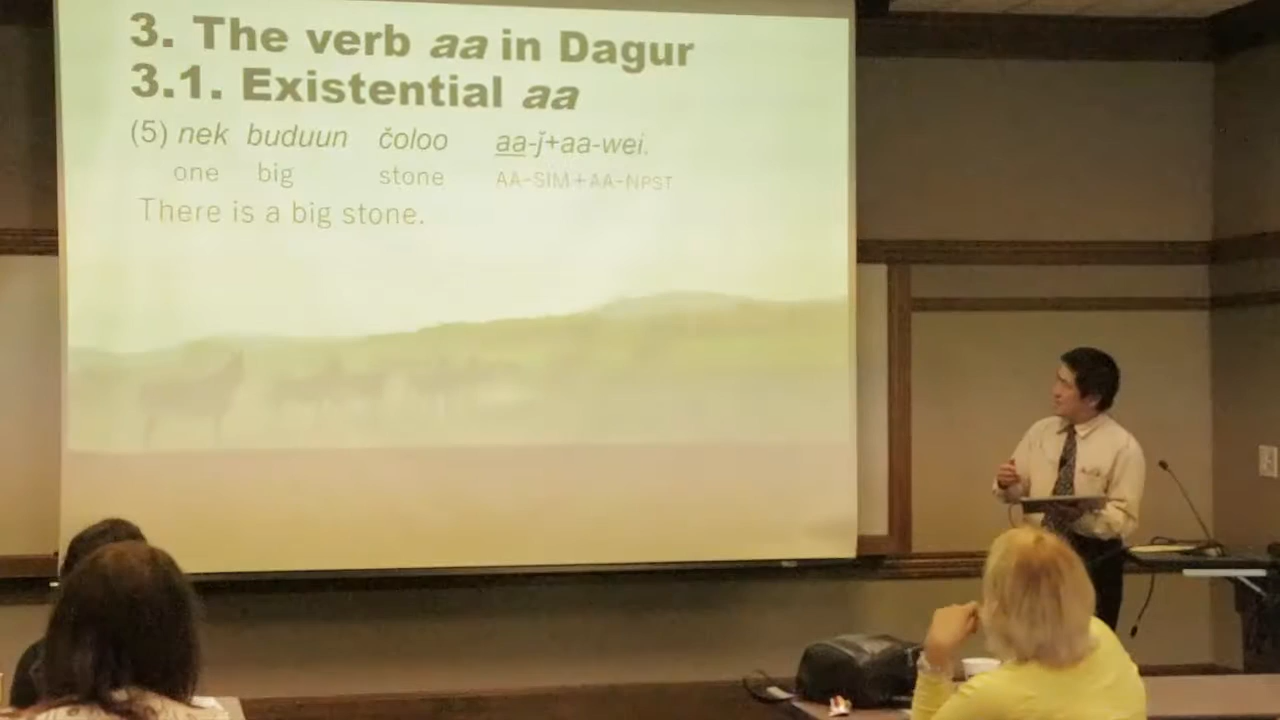 3. The verb aa in Dagur
3.1. Existential aa
(5) nek buduun čoloo aa-ǰ+aa-wei.
one big stone AA-SIM+AA-NPST
There is a big stone.